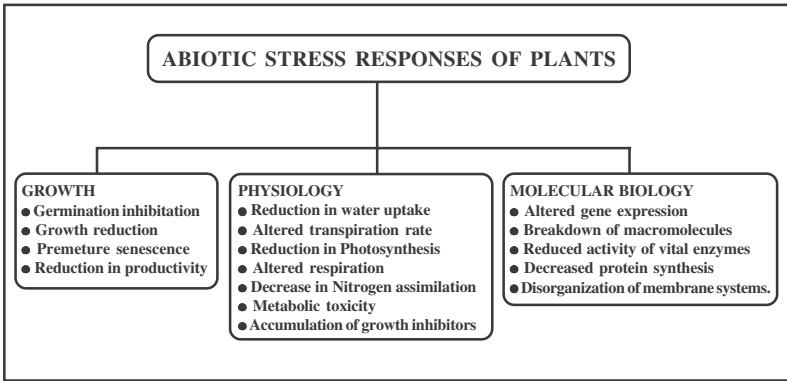 ABIOTIC STRESS RESPONSES OF PLANTS
GROWTH
● Germination inhibitation
● Growth reduction
● Premeture senescence
● Reduction in productivity
PHYSIOLOGY
● Reduction in water uptake
● Altered transpiration rate
● Reduction in Photosynthesis
● Altered respiration
● Decrease in Nitrogen assimilation
● Metabolic toxicity
● Accumulation of growth inhibitors
MOLECULAR BIOLOGY
● Altered gene expression
● Breakdown of macromolecules
● Reduced activity of vital enzymes
● Decreased protein synthesis
● Disorganization of membrane systems.